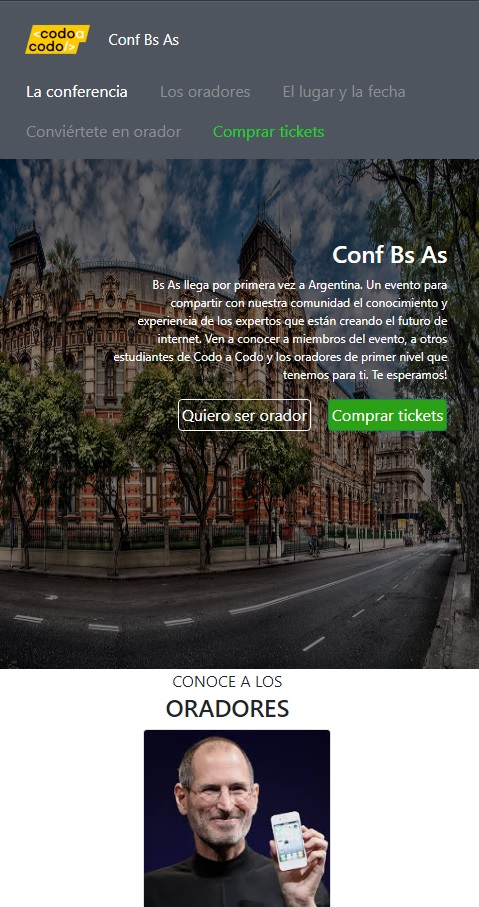 <codoa
codo/>
Conf Bs As
La conferencia
Los oradores
El lugar y la fecha
Conviértete en orador
Comprar tickets
Conf Bs As
Bs As llega por primera vez a Argentina. Un evento para
compartir con nuestra comunidad el conocimiento y
experiencia de los expertos que están creando el futuro de
internet. Ven a conocer a miembros del evento, a otros
estudiantes de Codo a Codo y los oradores de primer nivel que
tenemos para ti. Te esperamos!
Quiero ser orador
Comprar tickets
CONOCE A LOS
ORADORES